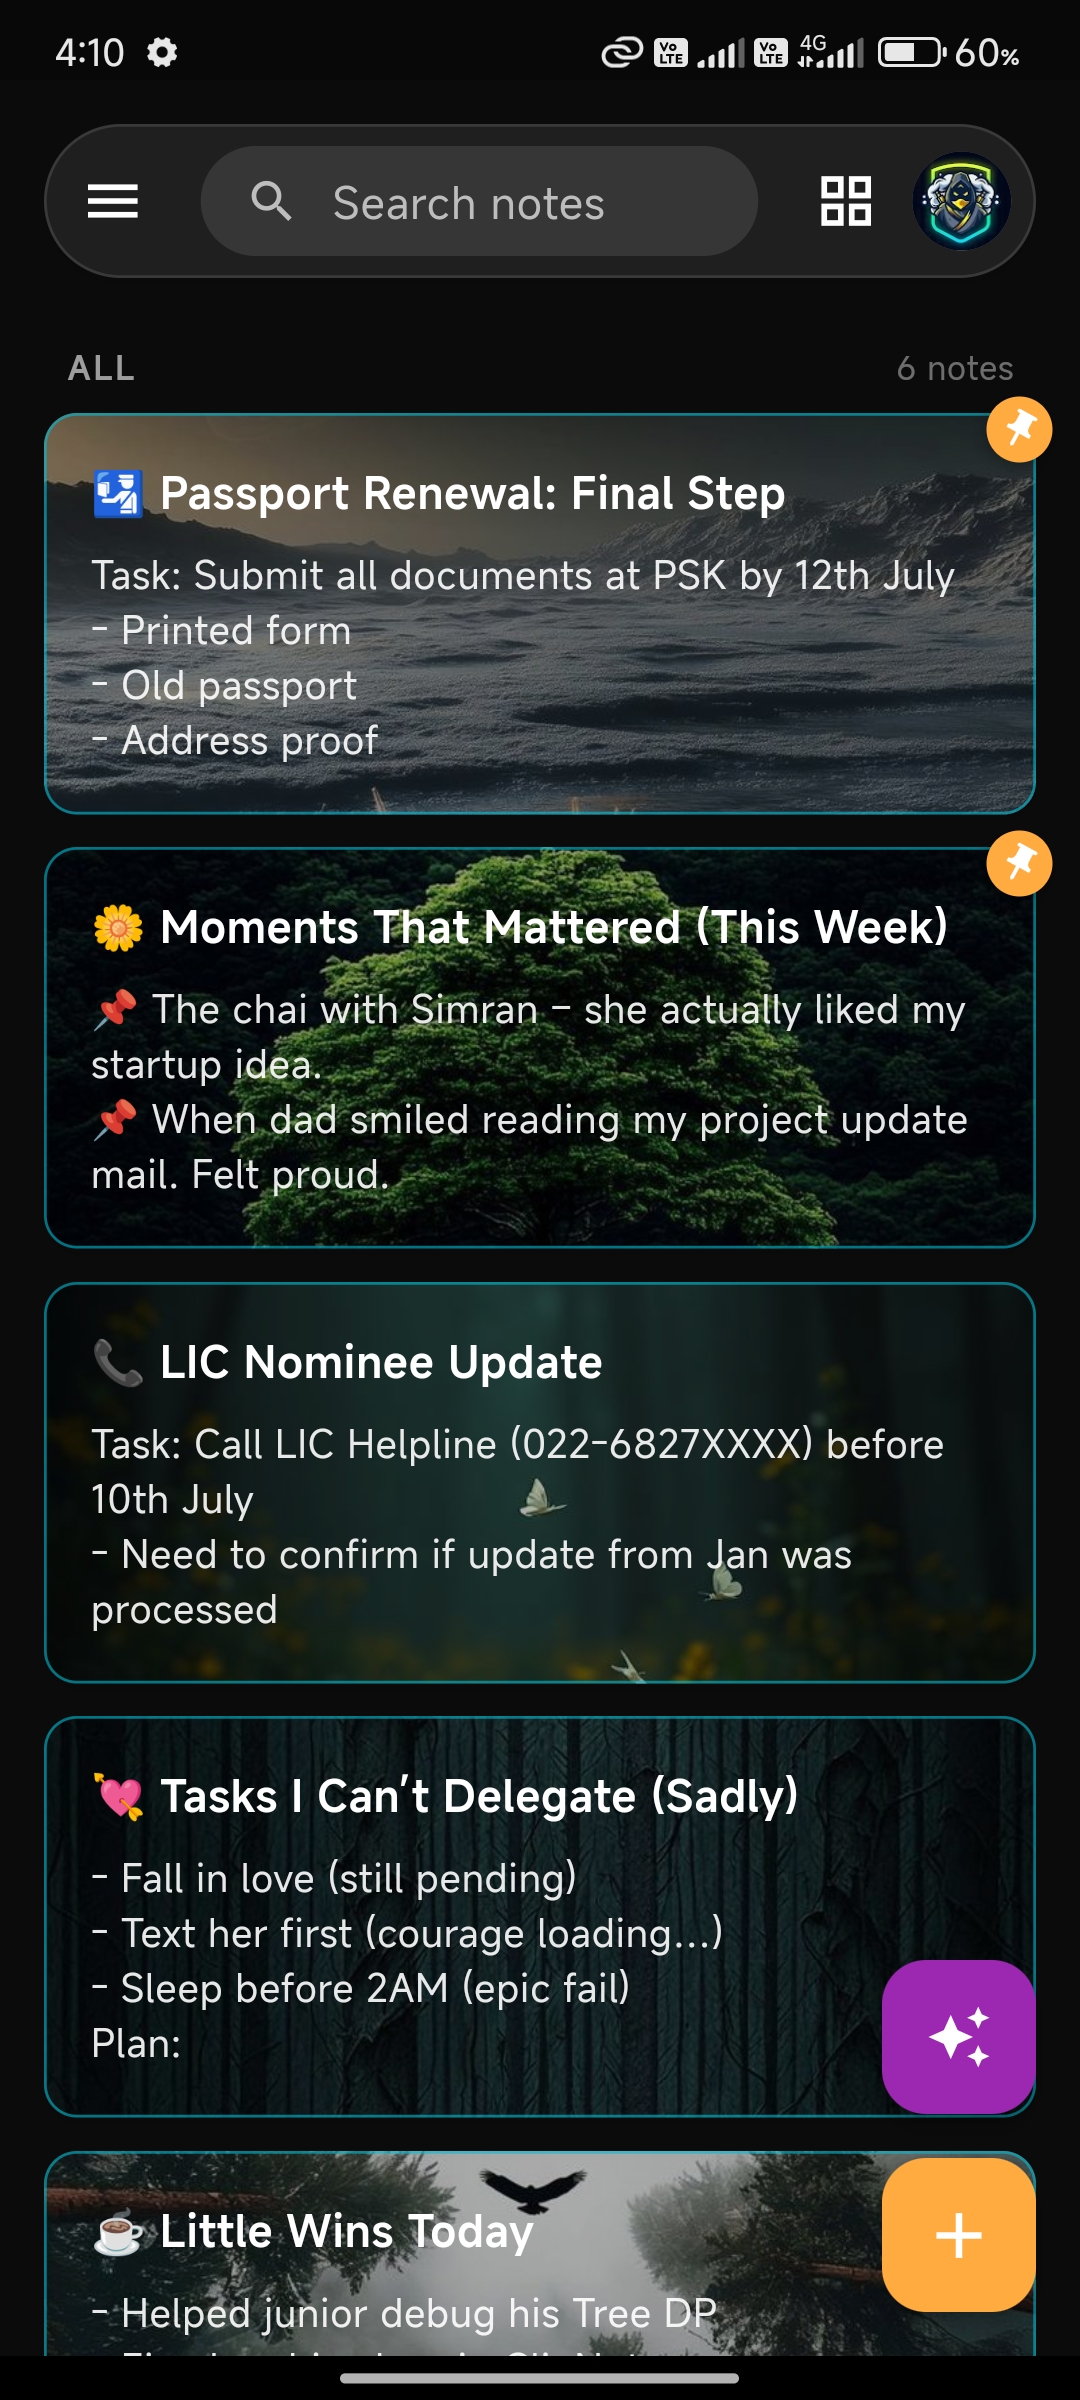 4:10
Vo LTE Vo LTE 4G 60%
Search notes
ALL 6 notes
🛂 Passport Renewal: Final Step
Task: Submit all documents at PSK by 12th July
- Printed form
- Old passport
- Address proof
🌼 Moments That Mattered (This Week)
📌 The chai with Simran – she actually liked my
startup idea.
📌 When dad smiled reading my project update
mail. Felt proud.
📞 LIC Nominee Update
Task: Call LIC Helpline (022-6827XXXX) before
10th July
- Need to confirm if update from Jan was
processed
💘 Tasks I Can't Delegate (Sadly)
- Fall in love (still pending)
- Text her first (courage loading...)
- Sleep before 2AM (epic fail)
Plan:
☕ Little Wins Today
- Helped junior debug his Tree DP